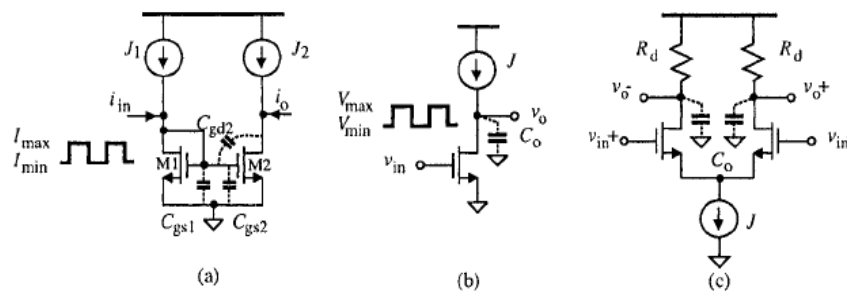 J1
J2
iin
io
Cgd2
Imax
Imin
M1
M2
Cgs1
Cgs2
(a)
J
Vmax
Vmin
vo
Co
vin
(b)
Rd
Rd
vo-
vo+
vin+
vin
Co
J
(c)